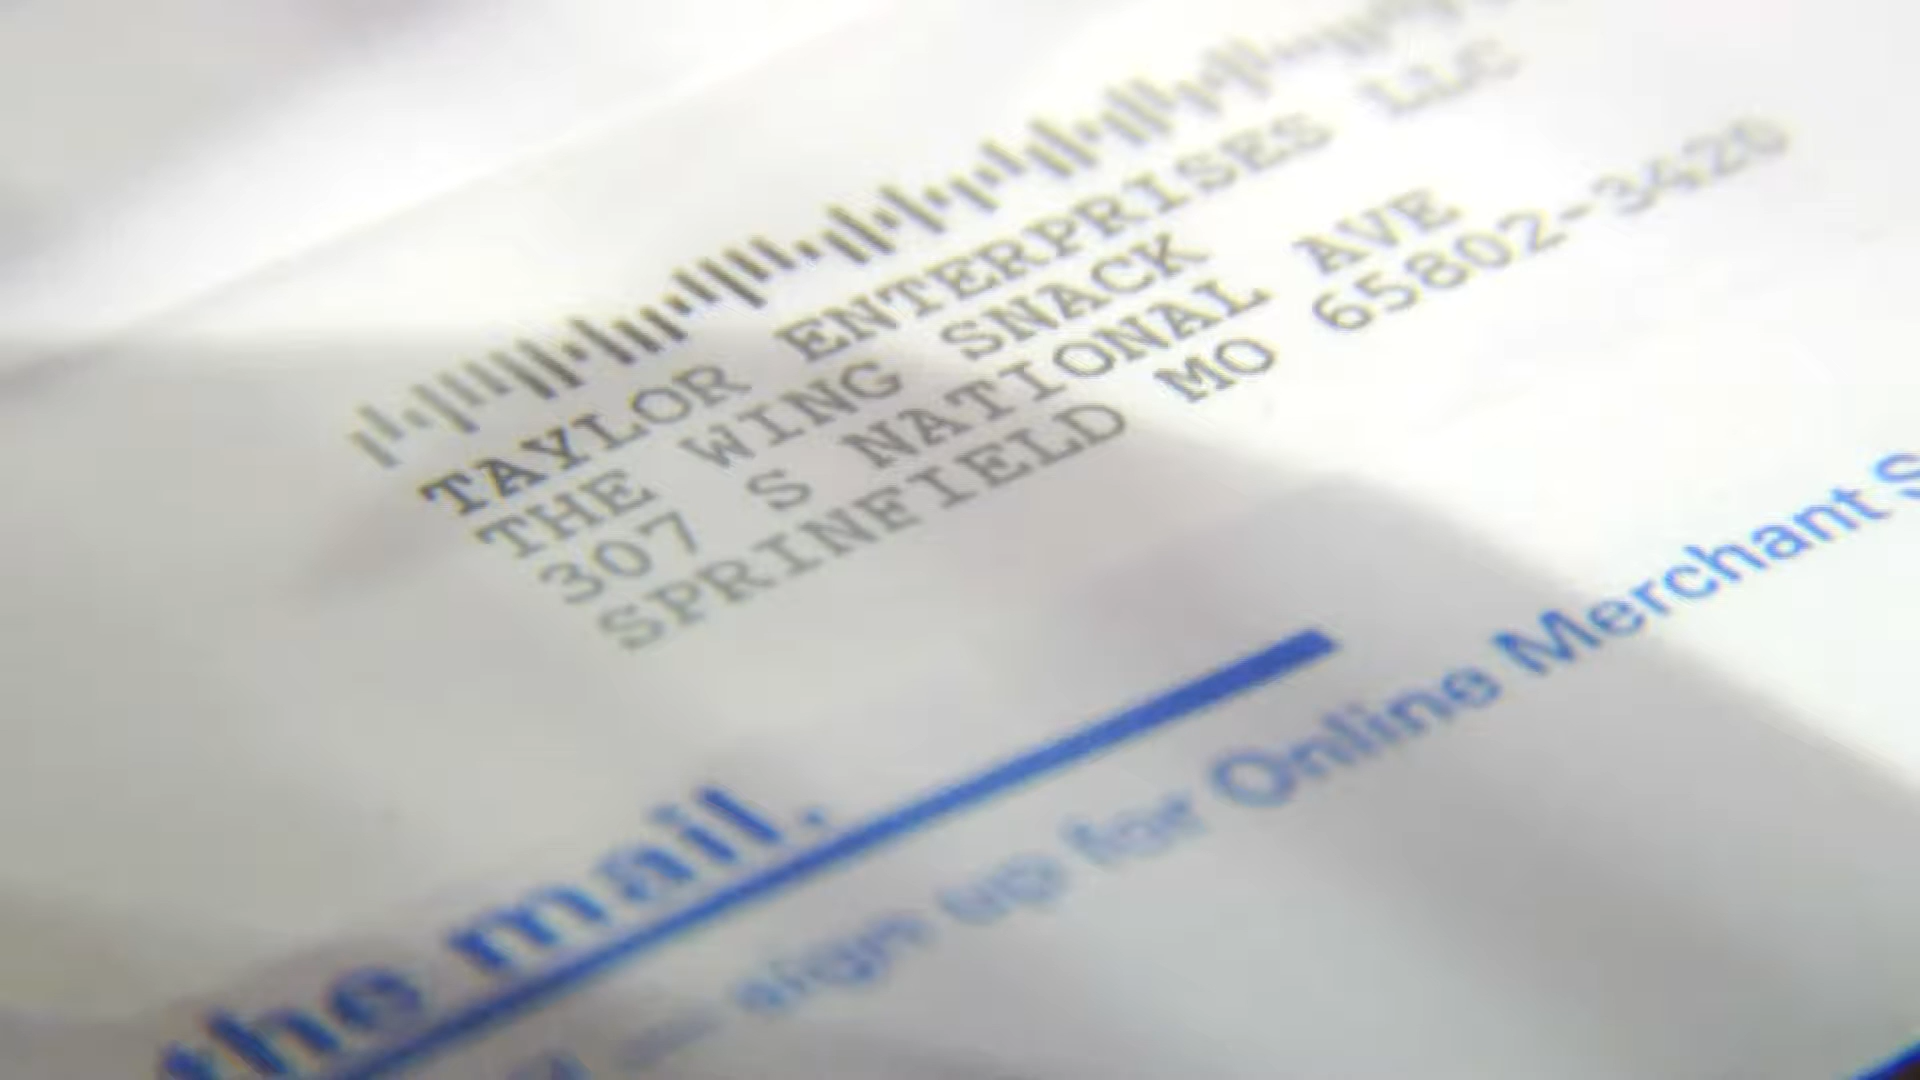 TAYLOR ENTERPRISES LLC
THE WING SNACK
307 S NATIONAL AVE
SPRINFIELD MO 65802-3420
the mail.
— sign up for Online Merchant S